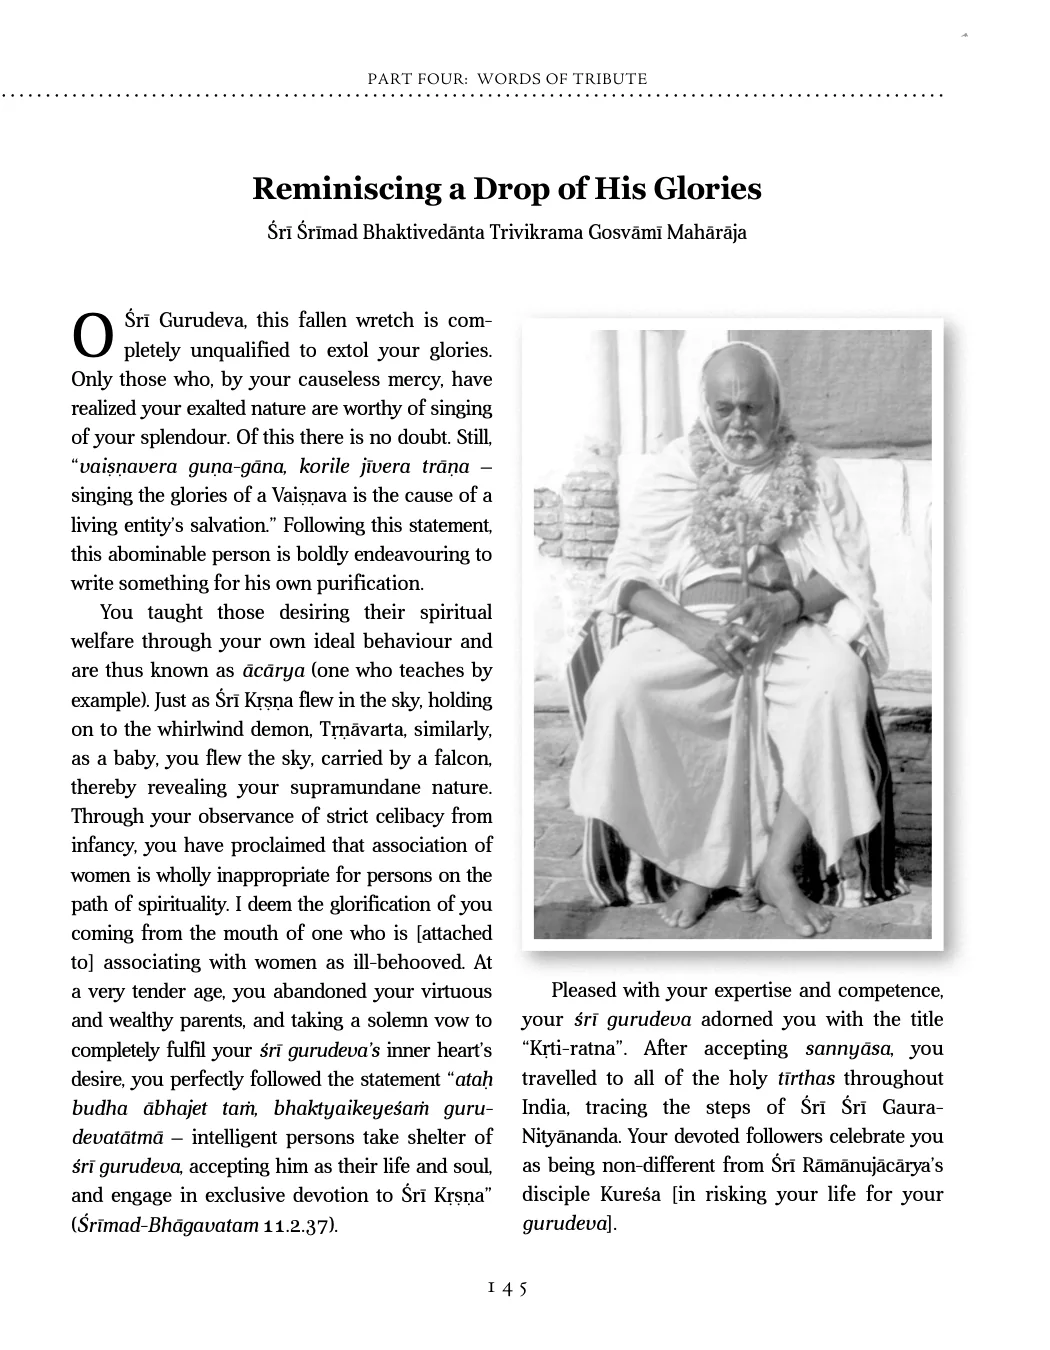 PART FOUR: WORDS OF TRIBUTE
Reminiscing a Drop of His Glories
Śrī Śrīmad Bhaktivedānta Trivikrama Gosvāmī Mahārāja
O Śrī Gurudeva, this fallen wretch is com-
pletely unqualified to extol your glories.
Only those who, by your causeless mercy, have
realized your exalted nature are worthy of singing
of your splendour. Of this there is no doubt. Still,
“vaiṣṇavera guṇa-gāna, korile jīvera trāṇa –
singing the glories of a Vaiṣṇava is the cause of a
living entity’s salvation.” Following this statement,
this abominable person is boldly endeavouring to
write something for his own purification.
You taught those desiring their spiritual
welfare through your own ideal behaviour and
are thus known as ācārya (one who teaches by
example). Just as Śrī Kṛṣṇa flew in the sky, holding
on to the whirlwind demon, Tṛṇāvarta, similarly,
as a baby, you flew the sky, carried by a falcon,
thereby revealing your supramundane nature.
Through your observance of strict celibacy from
infancy, you have proclaimed that association of
women is wholly inappropriate for persons on the
path of spirituality. I deem the glorification of you
coming from the mouth of one who is [attached
to] associating with women as ill-behooved. At
a very tender age, you abandoned your virtuous
and wealthy parents, and taking a solemn vow to
completely fulfil your śrī gurudeva’s inner heart’s
desire, you perfectly followed the statement “ataḥ
budha ābhajet taṁ, bhaktyaikeyeśaṁ guru-
devatātmā – intelligent persons take shelter of
śrī gurudeva, accepting him as their life and soul,
and engage in exclusive devotion to Śrī Kṛṣṇa”
(Śrīmad-Bhāgavatam 11.2.37).
Pleased with your expertise and competence,
your śrī gurudeva adorned you with the title
“Kṛti-ratna”. After accepting sannyāsa, you
travelled to all of the holy tīrthas throughout
India, tracing the steps of Śrī Śrī Gaura-
Nityānanda. Your devoted followers celebrate you
as being non-different from Śrī Rāmānujācārya’s
disciple Kureśa [in risking your life for your
gurudeva].
145